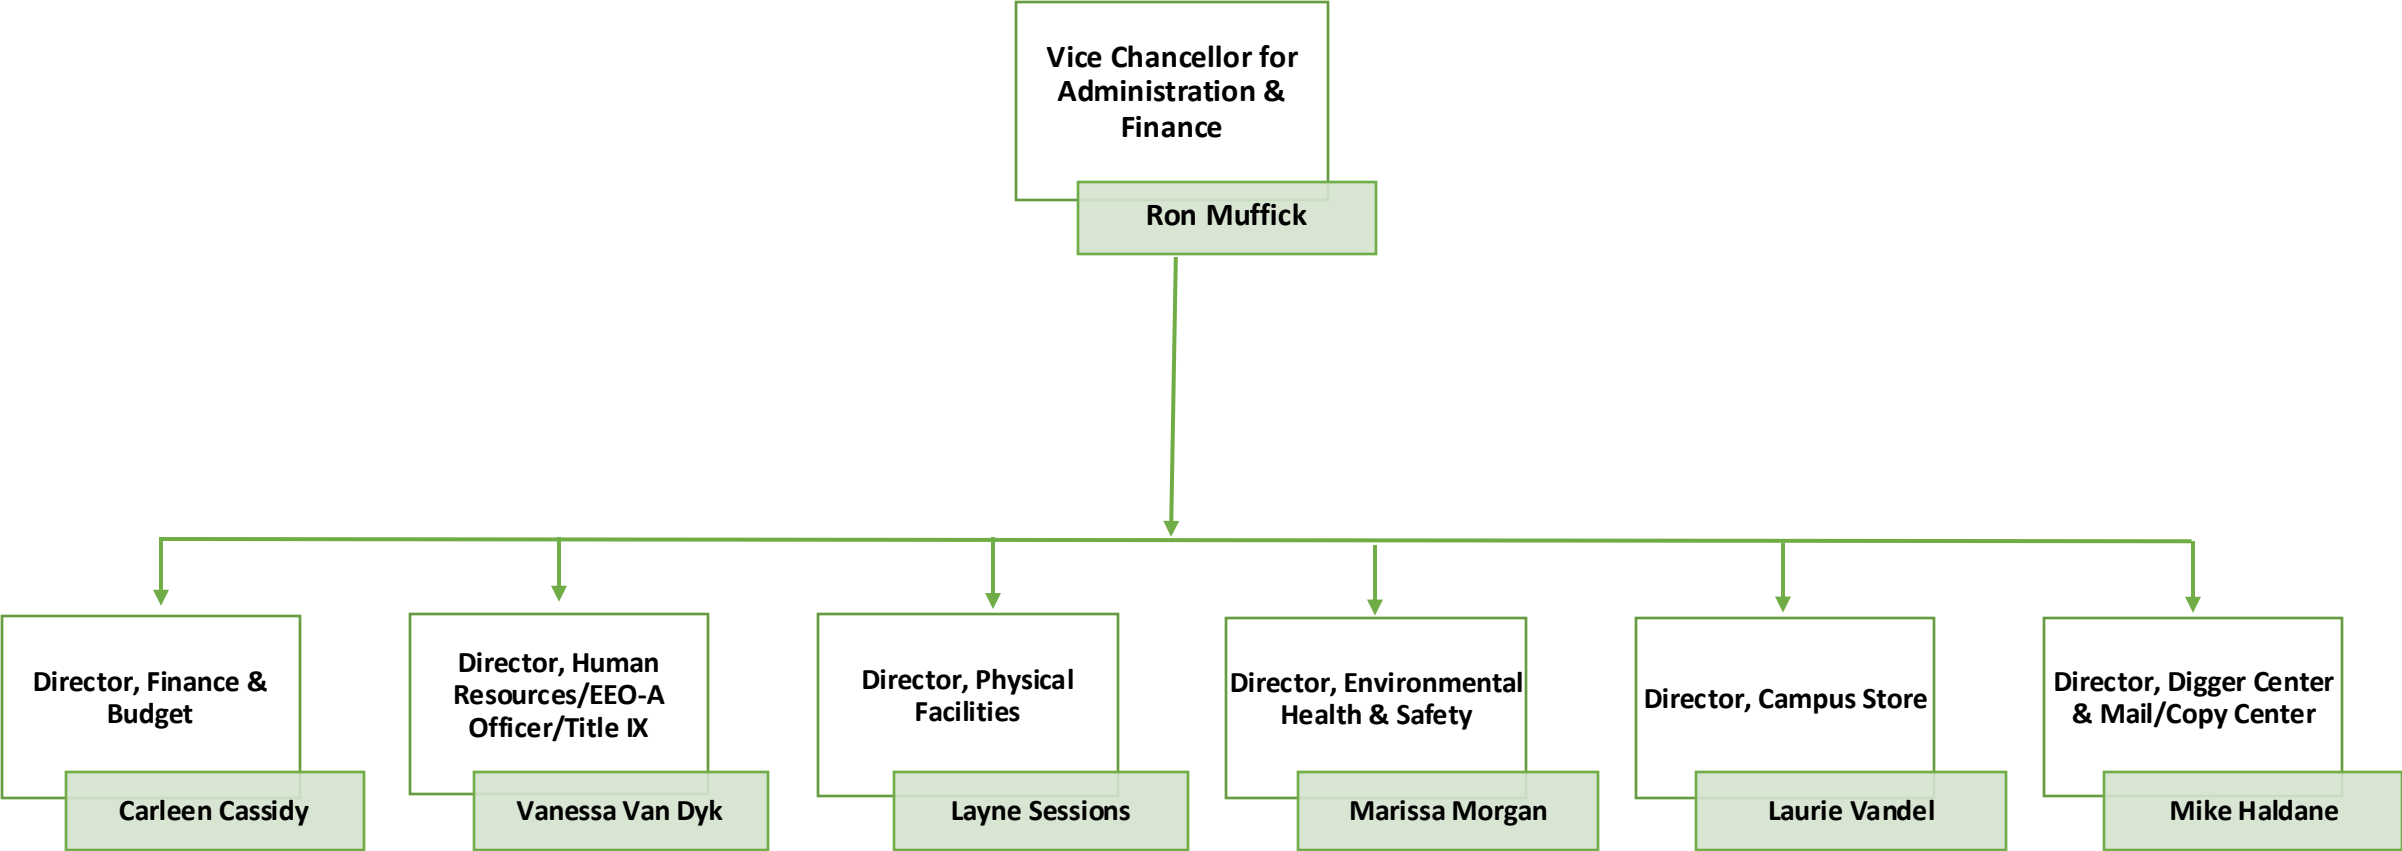 Vice Chancellor for
Administration &
Finance
Ron Muffick
Director, Finance &
Budget
Carleen Cassidy
Director, Human
Resources/EEO-A
Officer/Title IX
Vanessa Van Dyk
Director, Physical
Facilities
Layne Sessions
Director, Environmental
Health & Safety
Marissa Morgan
Director, Campus Store
Laurie Vandel
Director, Digger Center
& Mail/Copy Center
Mike Haldane